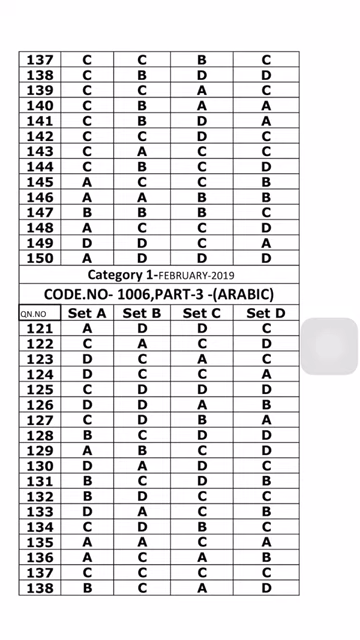 137 C C B C
138 C B D D
139 C C A C
140 C B A A
141 C B D A
142 C C D C
143 C A C C
144 C B C D
145 A C C B
146 A A B B
147 B B B C
148 A C C D
149 D D C A
150 A D D D
Category 1-FEBRUARY-2019
CODE.NO- 1006,PART-3 -(ARABIC)
QN.NO Set A Set B Set C Set D
121 A D D C
122 C A C D
123 D C A C
124 D C C A
125 C D D D
126 D D A B
127 C D B A
128 B C D D
129 A B C D
130 D A D C
131 B C D B
132 B D C C
133 D A C B
134 C D B C
135 A A C A
136 A C A B
137 C C C C
138 B C A D